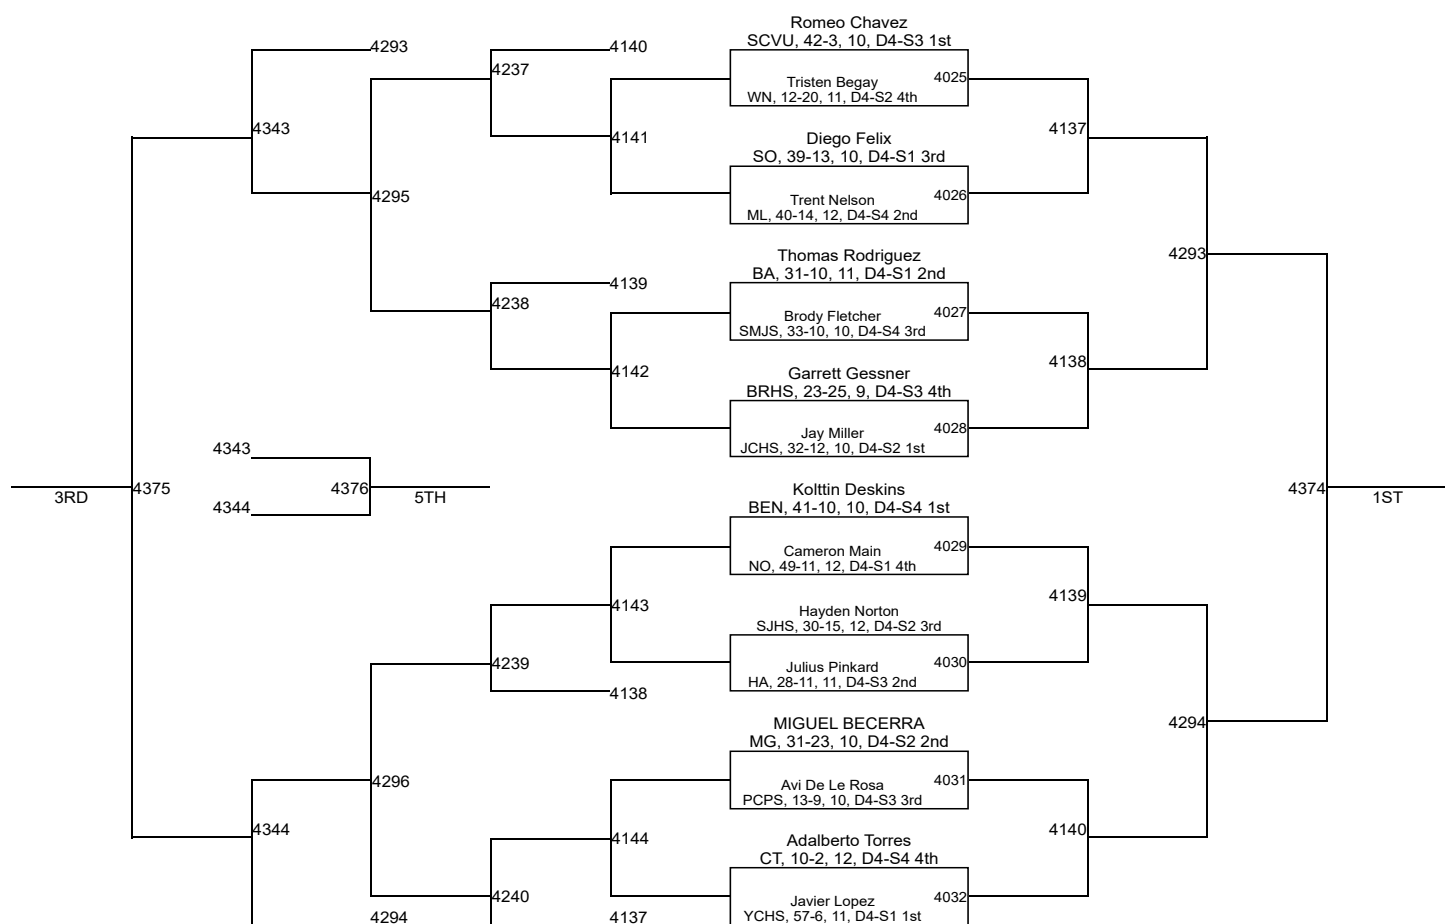 Romeo Chavez
4293
4140
SCVU, 42-3, 10, D4-S3 1st
4237
Tristen Begay
4025
WN, 12-20, 11, D4-S2 4th
4343
4141
Diego Felix
4137
SO, 39-13, 10, D4-S1 3rd
4295
Trent Nelson
4026
ML, 40-14, 12, D4-S4 2nd
Thomas Rodriguez
4293
BA, 31-10, 11, D4-S1 2nd
4139
4238
Brody Fletcher
4027
SMJS, 33-10, 10, D4-S4 3rd
4142
Garrett Gessner
4138
BRHS, 23-25, 9, D4-S3 4th
4343
Jay Miller
4028
JCHS, 32-12, 10, D4-S2 1st
3RD
4375
4344
4376
5TH
Kolttin Deskins
4374
1ST
BEN, 41-10, 10, D4-S4 1st
Cameron Main
4029
NO, 49-11, 12, D4-S1 4th
4143
Hayden Norton
4139
SJHS, 30-15, 12, D4-S2 3rd
4239
Julius Pinkard
4030
HA, 28-11, 11, D4-S3 2nd
4138
MIGUEL BECERRA
4294
MG, 31-23, 10, D4-S2 2nd
4296
Avi De Le Rosa
4031
PCPS, 13-9, 10, D4-S3 3rd
4344
4144
Adalberto Torres
4140
CT, 10-2, 12, D4-S4 4th
4240
Javier Lopez
4032
4294
4137
YCHS, 57-6, 11, D4-S1 1st